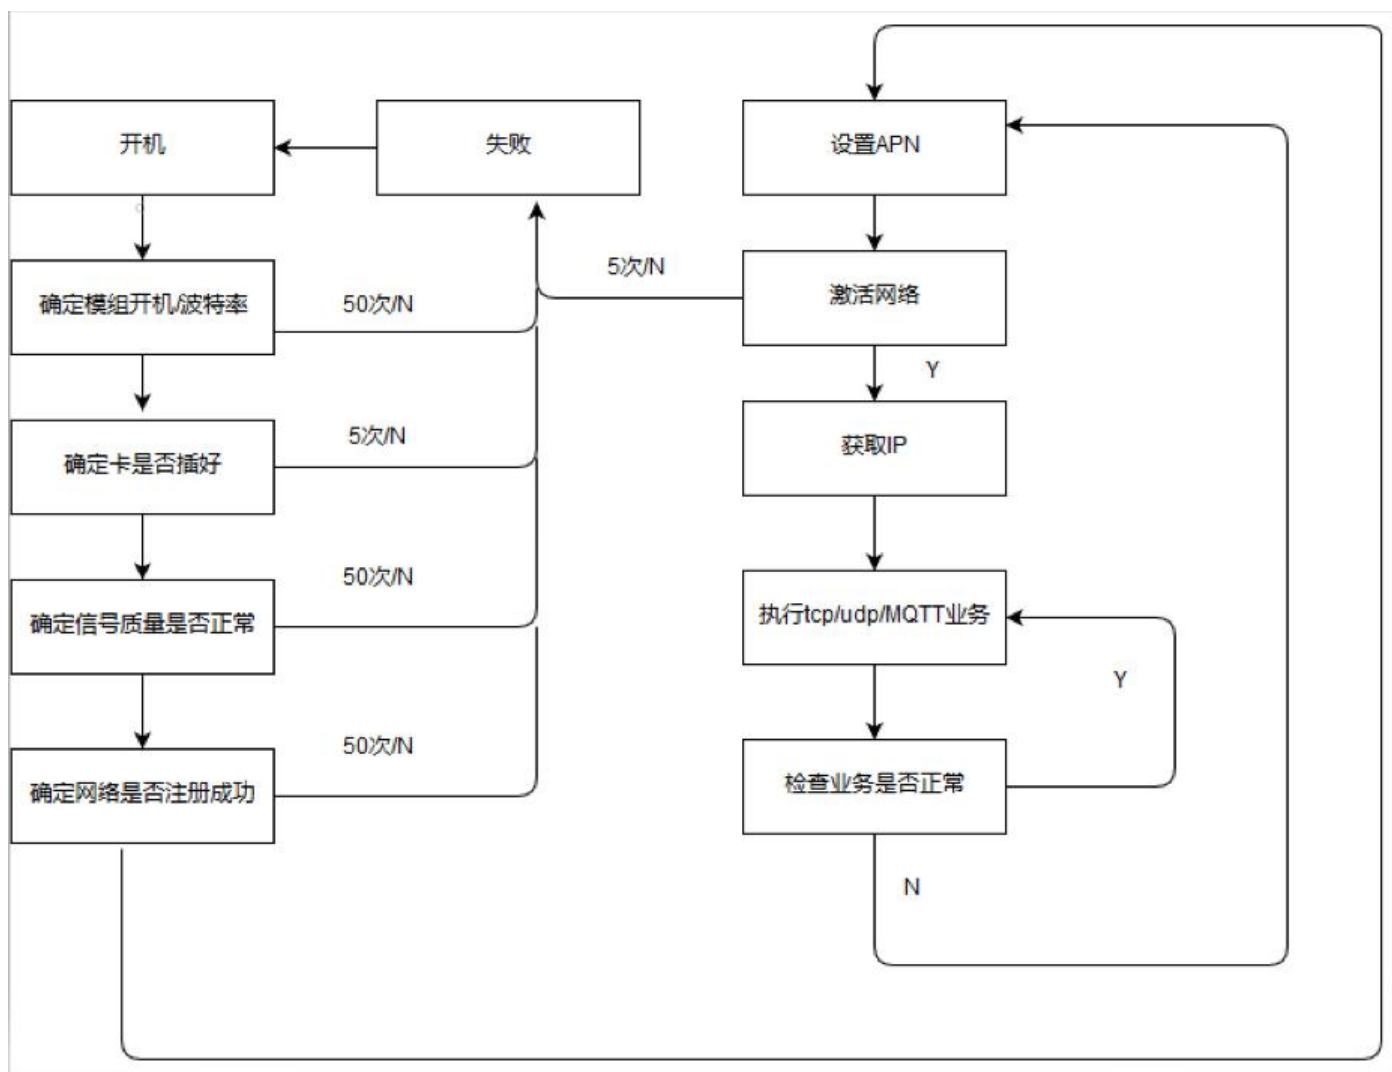 开机
失败
设置APN
5次/N
激活网络
确定模组开机/波特率
50次/N
Y
获取IP
5次/N
确定卡是否插好
50次/N
确定信号质量是否正常
执行tcp/udp/MQTT业务
Y
50次/N
确定网络是否注册成功
检查业务是否正常
N